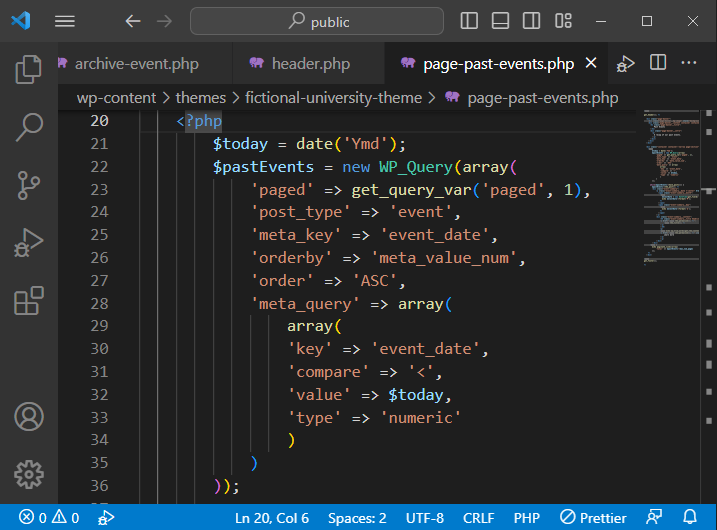 public
archive-event.php header.php page-past-events.php
wp-content > themes > fictional-university-theme > page-past-events.php
20 <?php
21 $today = date('Ymd');
22 $pastEvents = new WP_Query(array(
23 'paged' => get_query_var('paged', 1),
24 'post_type' => 'event',
25 'meta_key' => 'event_date',
26 'orderby' => 'meta_value_num',
27 'order' => 'ASC',
28 'meta_query' => array(
29 array(
30 'key' => 'event_date',
31 'compare' => '<',
32 'value' => $today,
33 'type' => 'numeric'
34 )
35 )
36 ));
0 0 Ln 20, Col 6 Spaces: 2 UTF-8 CRLF PHP Prettier